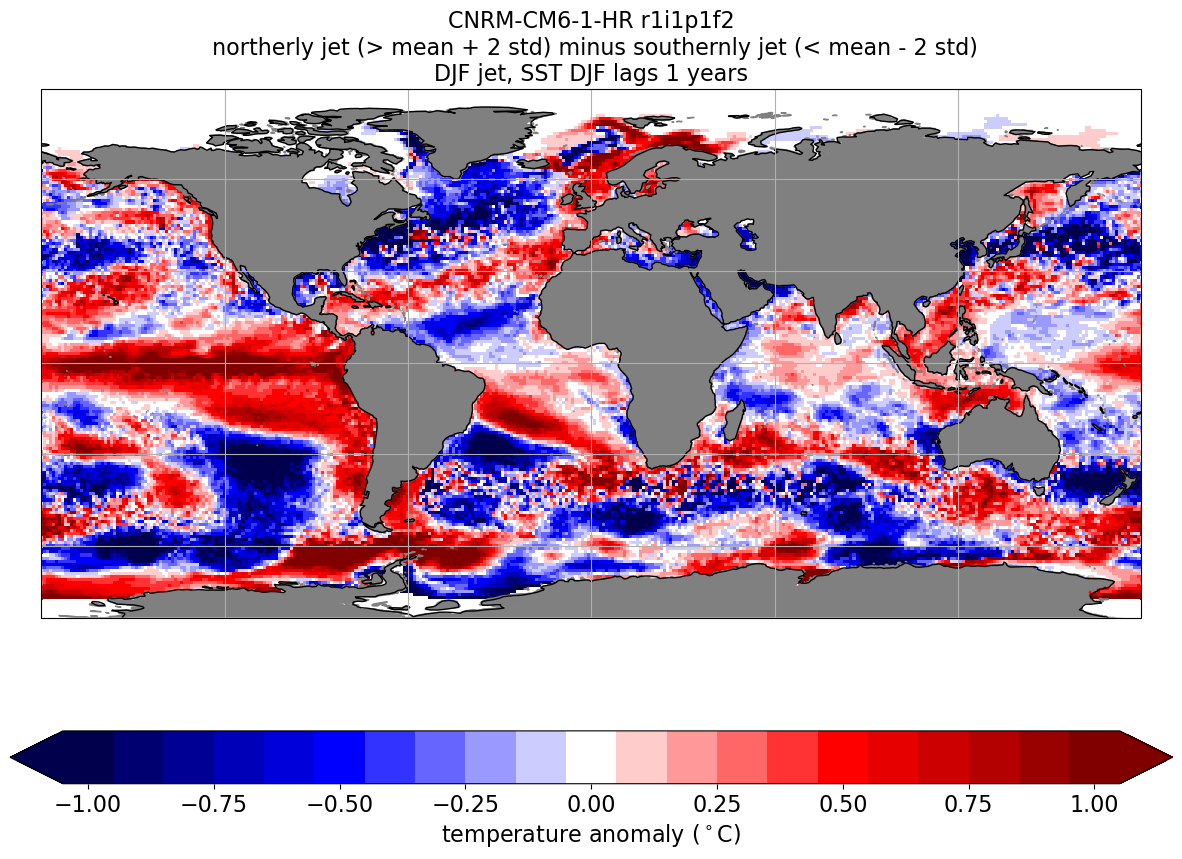 CNRM-CM6-1-HR r1i1p1f2
northerly jet (> mean + 2 std) minus southernly jet (< mean - 2 std)
DJF jet, SST DJF lags 1 years
−1.00 −0.75 −0.50 −0.25 0.00 0.25 0.50 0.75 1.00
temperature anomaly (°C)